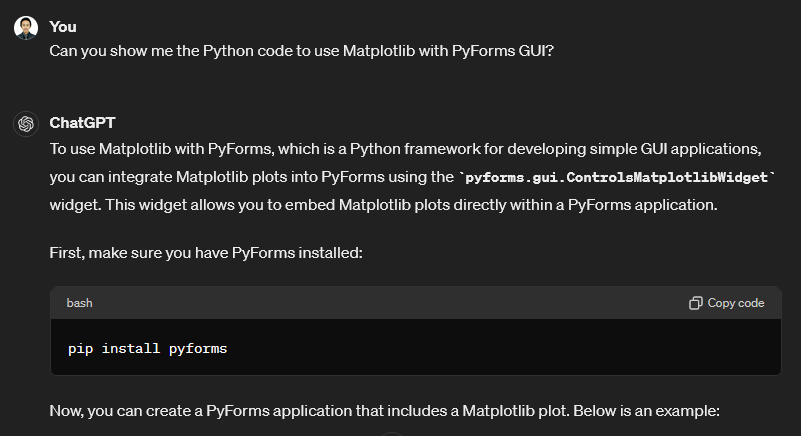 You
Can you show me the Python code to use Matplotlib with PyForms GUI?
ChatGPT
To use Matplotlib with PyForms, which is a Python framework for developing simple GUI applications,
you can integrate Matplotlib plots into PyForms using the `pyforms.gui.ControlsMatplotlibWidget`
widget. This widget allows you to embed Matplotlib plots directly within a PyForms application.
First, make sure you have PyForms installed:
bash
Copy code
pip install pyforms
Now, you can create a PyForms application that includes a Matplotlib plot. Below is an example: